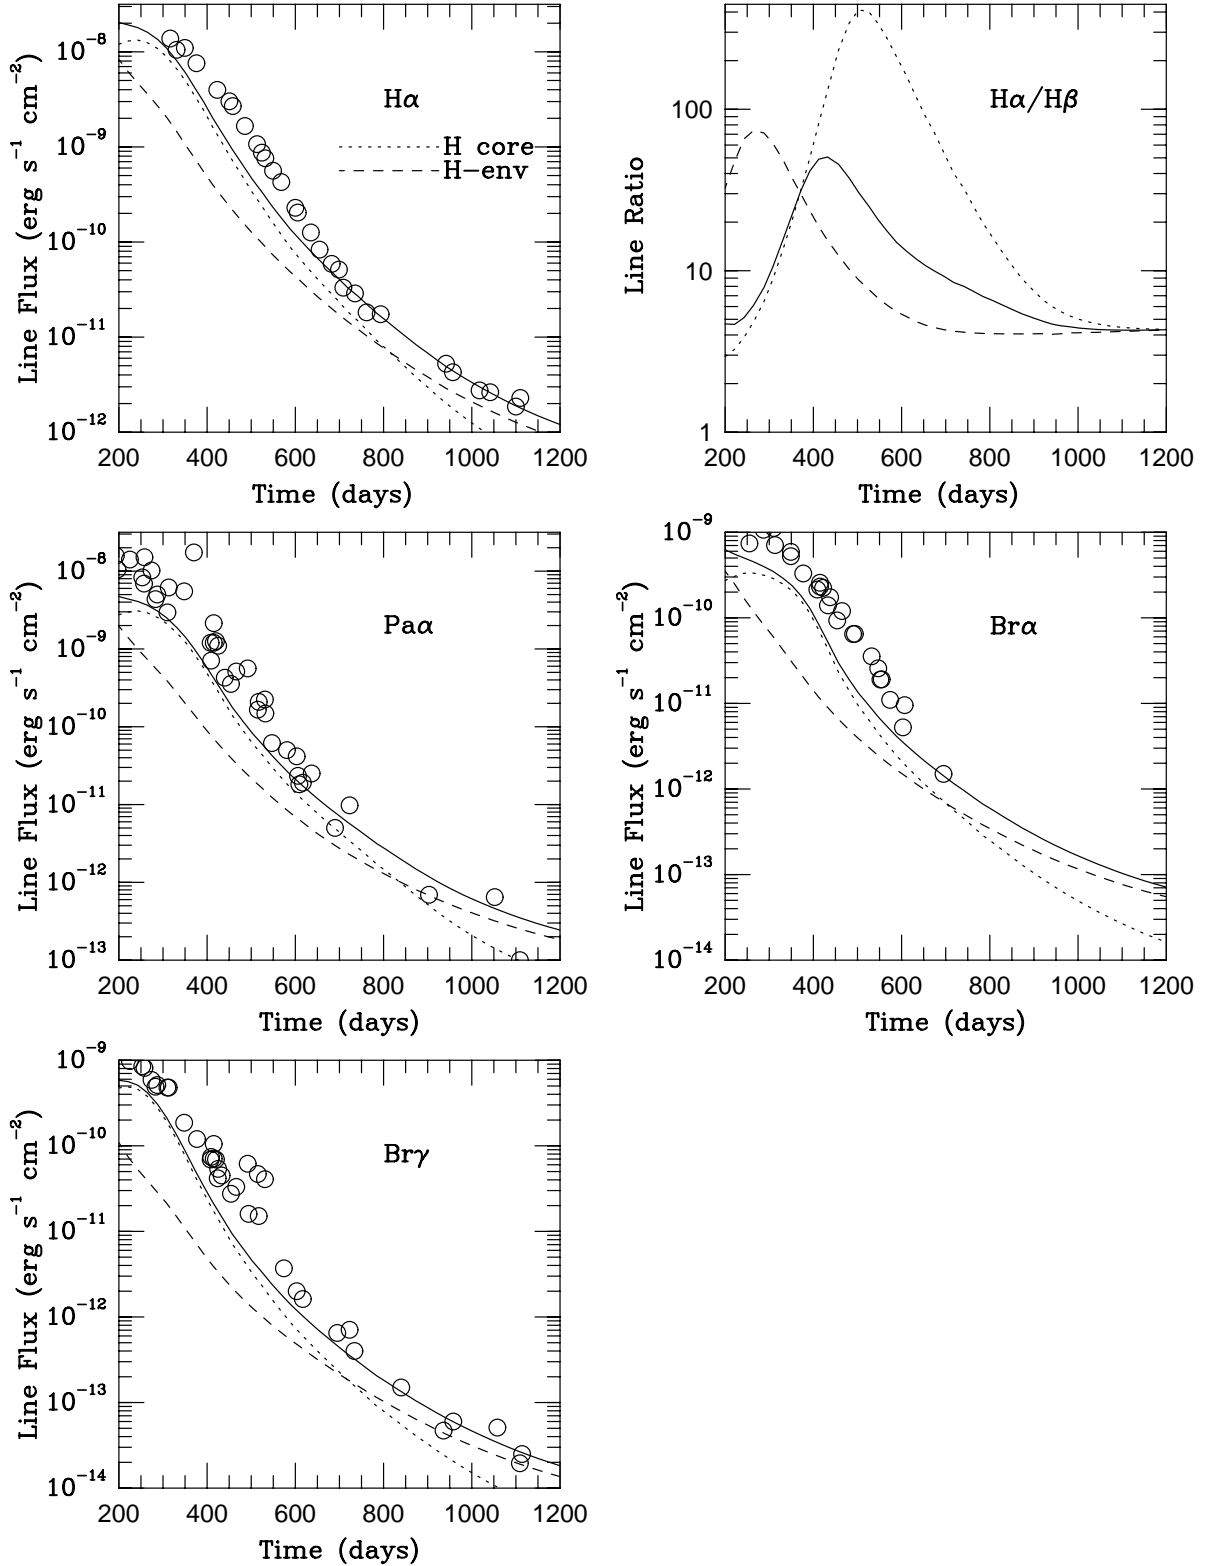 Hα
H core
H-env
10⁻⁸
10⁻⁹
10⁻¹⁰
10⁻¹¹
10⁻¹²
Line Flux (erg s⁻¹ cm⁻²)
200 400 600 800 1000 1200
Time (days)
Hα/Hβ
100
10
1
Line Ratio
200 400 600 800 1000 1200
Time (days)
Paα
10⁻⁸
10⁻⁹
10⁻¹⁰
10⁻¹¹
10⁻¹²
10⁻¹³
Line Flux (erg s⁻¹ cm⁻²)
200 400 600 800 1000 1200
Time (days)
Brα
10⁻⁹
10⁻¹⁰
10⁻¹¹
10⁻¹²
10⁻¹³
10⁻¹⁴
Line Flux (erg s⁻¹ cm⁻²)
200 400 600 800 1000 1200
Time (days)
Brγ
10⁻⁹
10⁻¹⁰
10⁻¹¹
10⁻¹²
10⁻¹³
10⁻¹⁴
Line Flux (erg s⁻¹ cm⁻²)
200 400 600 800 1000 1200
Time (days)